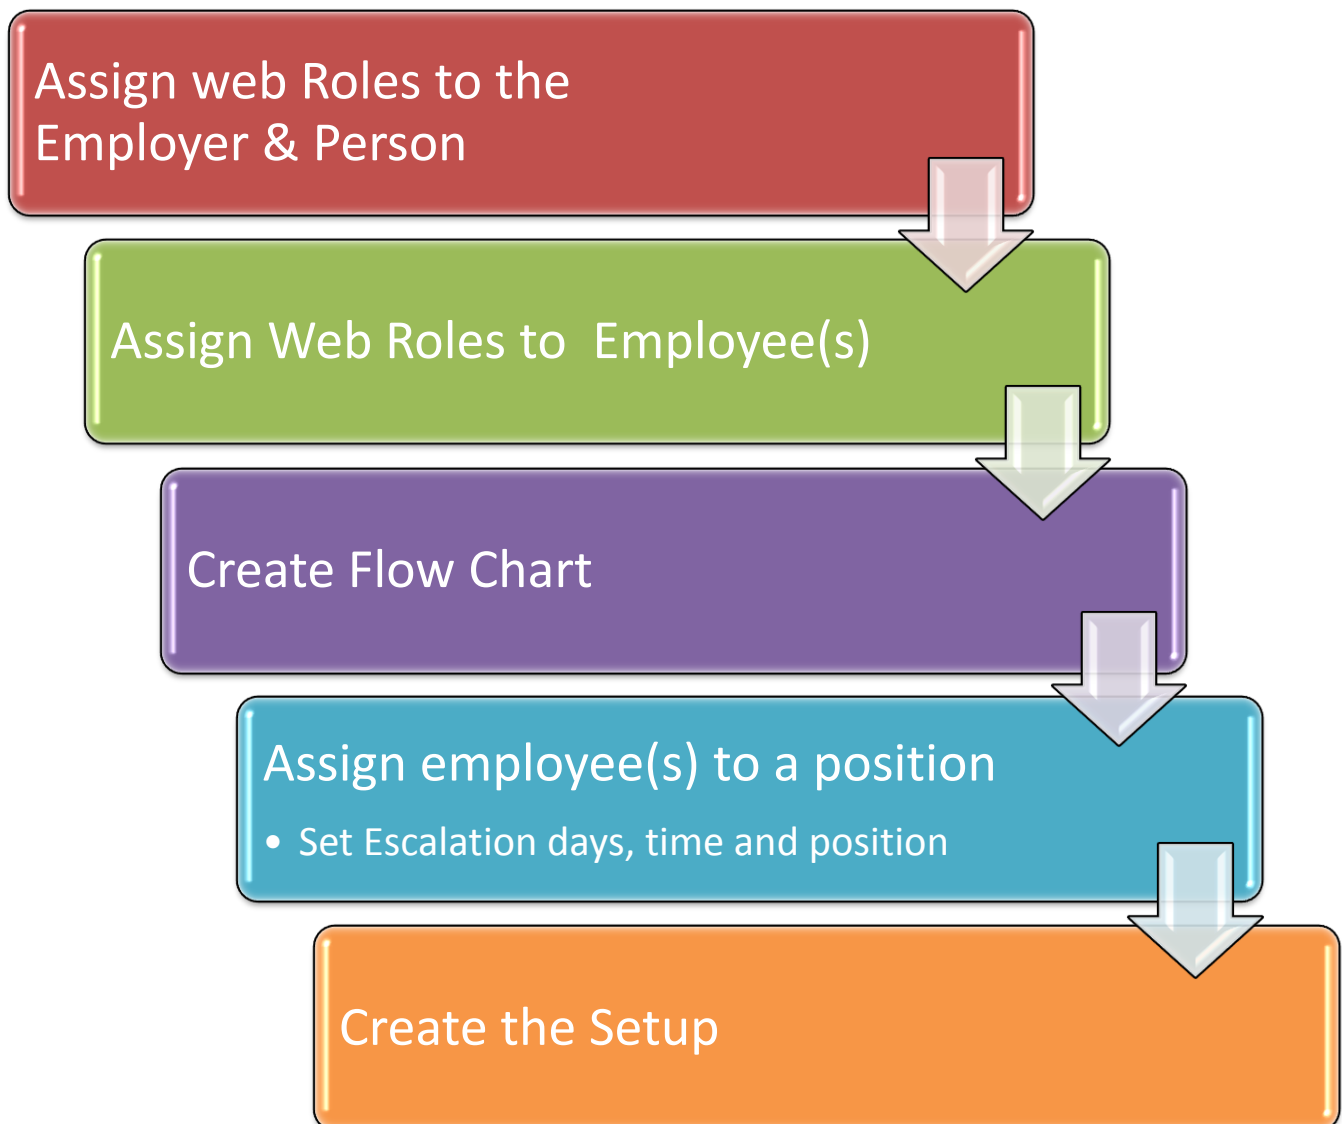 Assign web Roles to the
Employer & Person
Assign Web Roles to  Employee(s)
Create Flow Chart
Assign employee(s) to a position
• Set Escalation days, time and position
Create the Setup